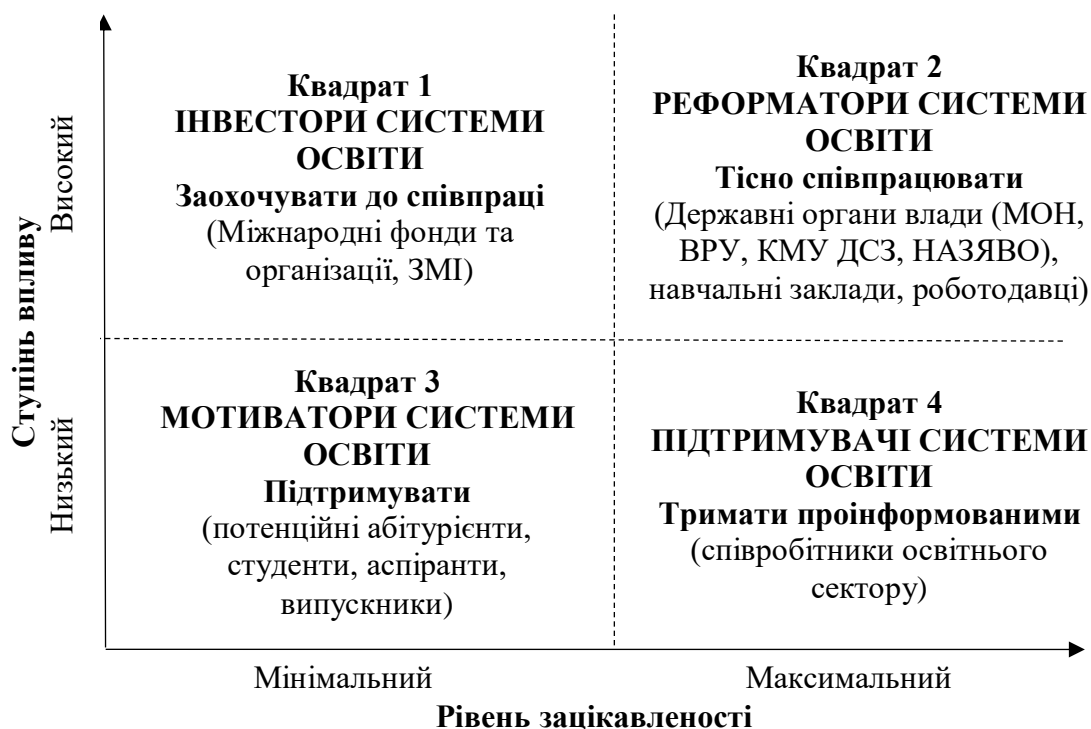 Ступінь впливу
Високий
Низький
Квадрат 1
ІНВЕСТОРИ СИСТЕМИ
ОСВІТИ
Заохочувати до співпраці
(Міжнародні фонди та
організації, ЗМІ)
Квадрат 2
РЕФОРМАТОРИ СИСТЕМИ
ОСВІТИ
Тісно співпрацювати
(Державні органи влади (МОН,
ВРУ, КМУ ДСЗ, НАЗЯВО),
навчальні заклади, роботодавці)
Квадрат 3
МОТИВАТОРИ СИСТЕМИ
ОСВІТИ
Підтримувати
(потенційні абітурієнти,
студенти, аспіранти,
випускники)
Квадрат 4
ПІДТРИМУВАЧІ СИСТЕМИ
ОСВІТИ
Тримати проінформованими
(співробітники освітнього
сектору)
Мінімальний
Максимальний
Рівень зацікавленості